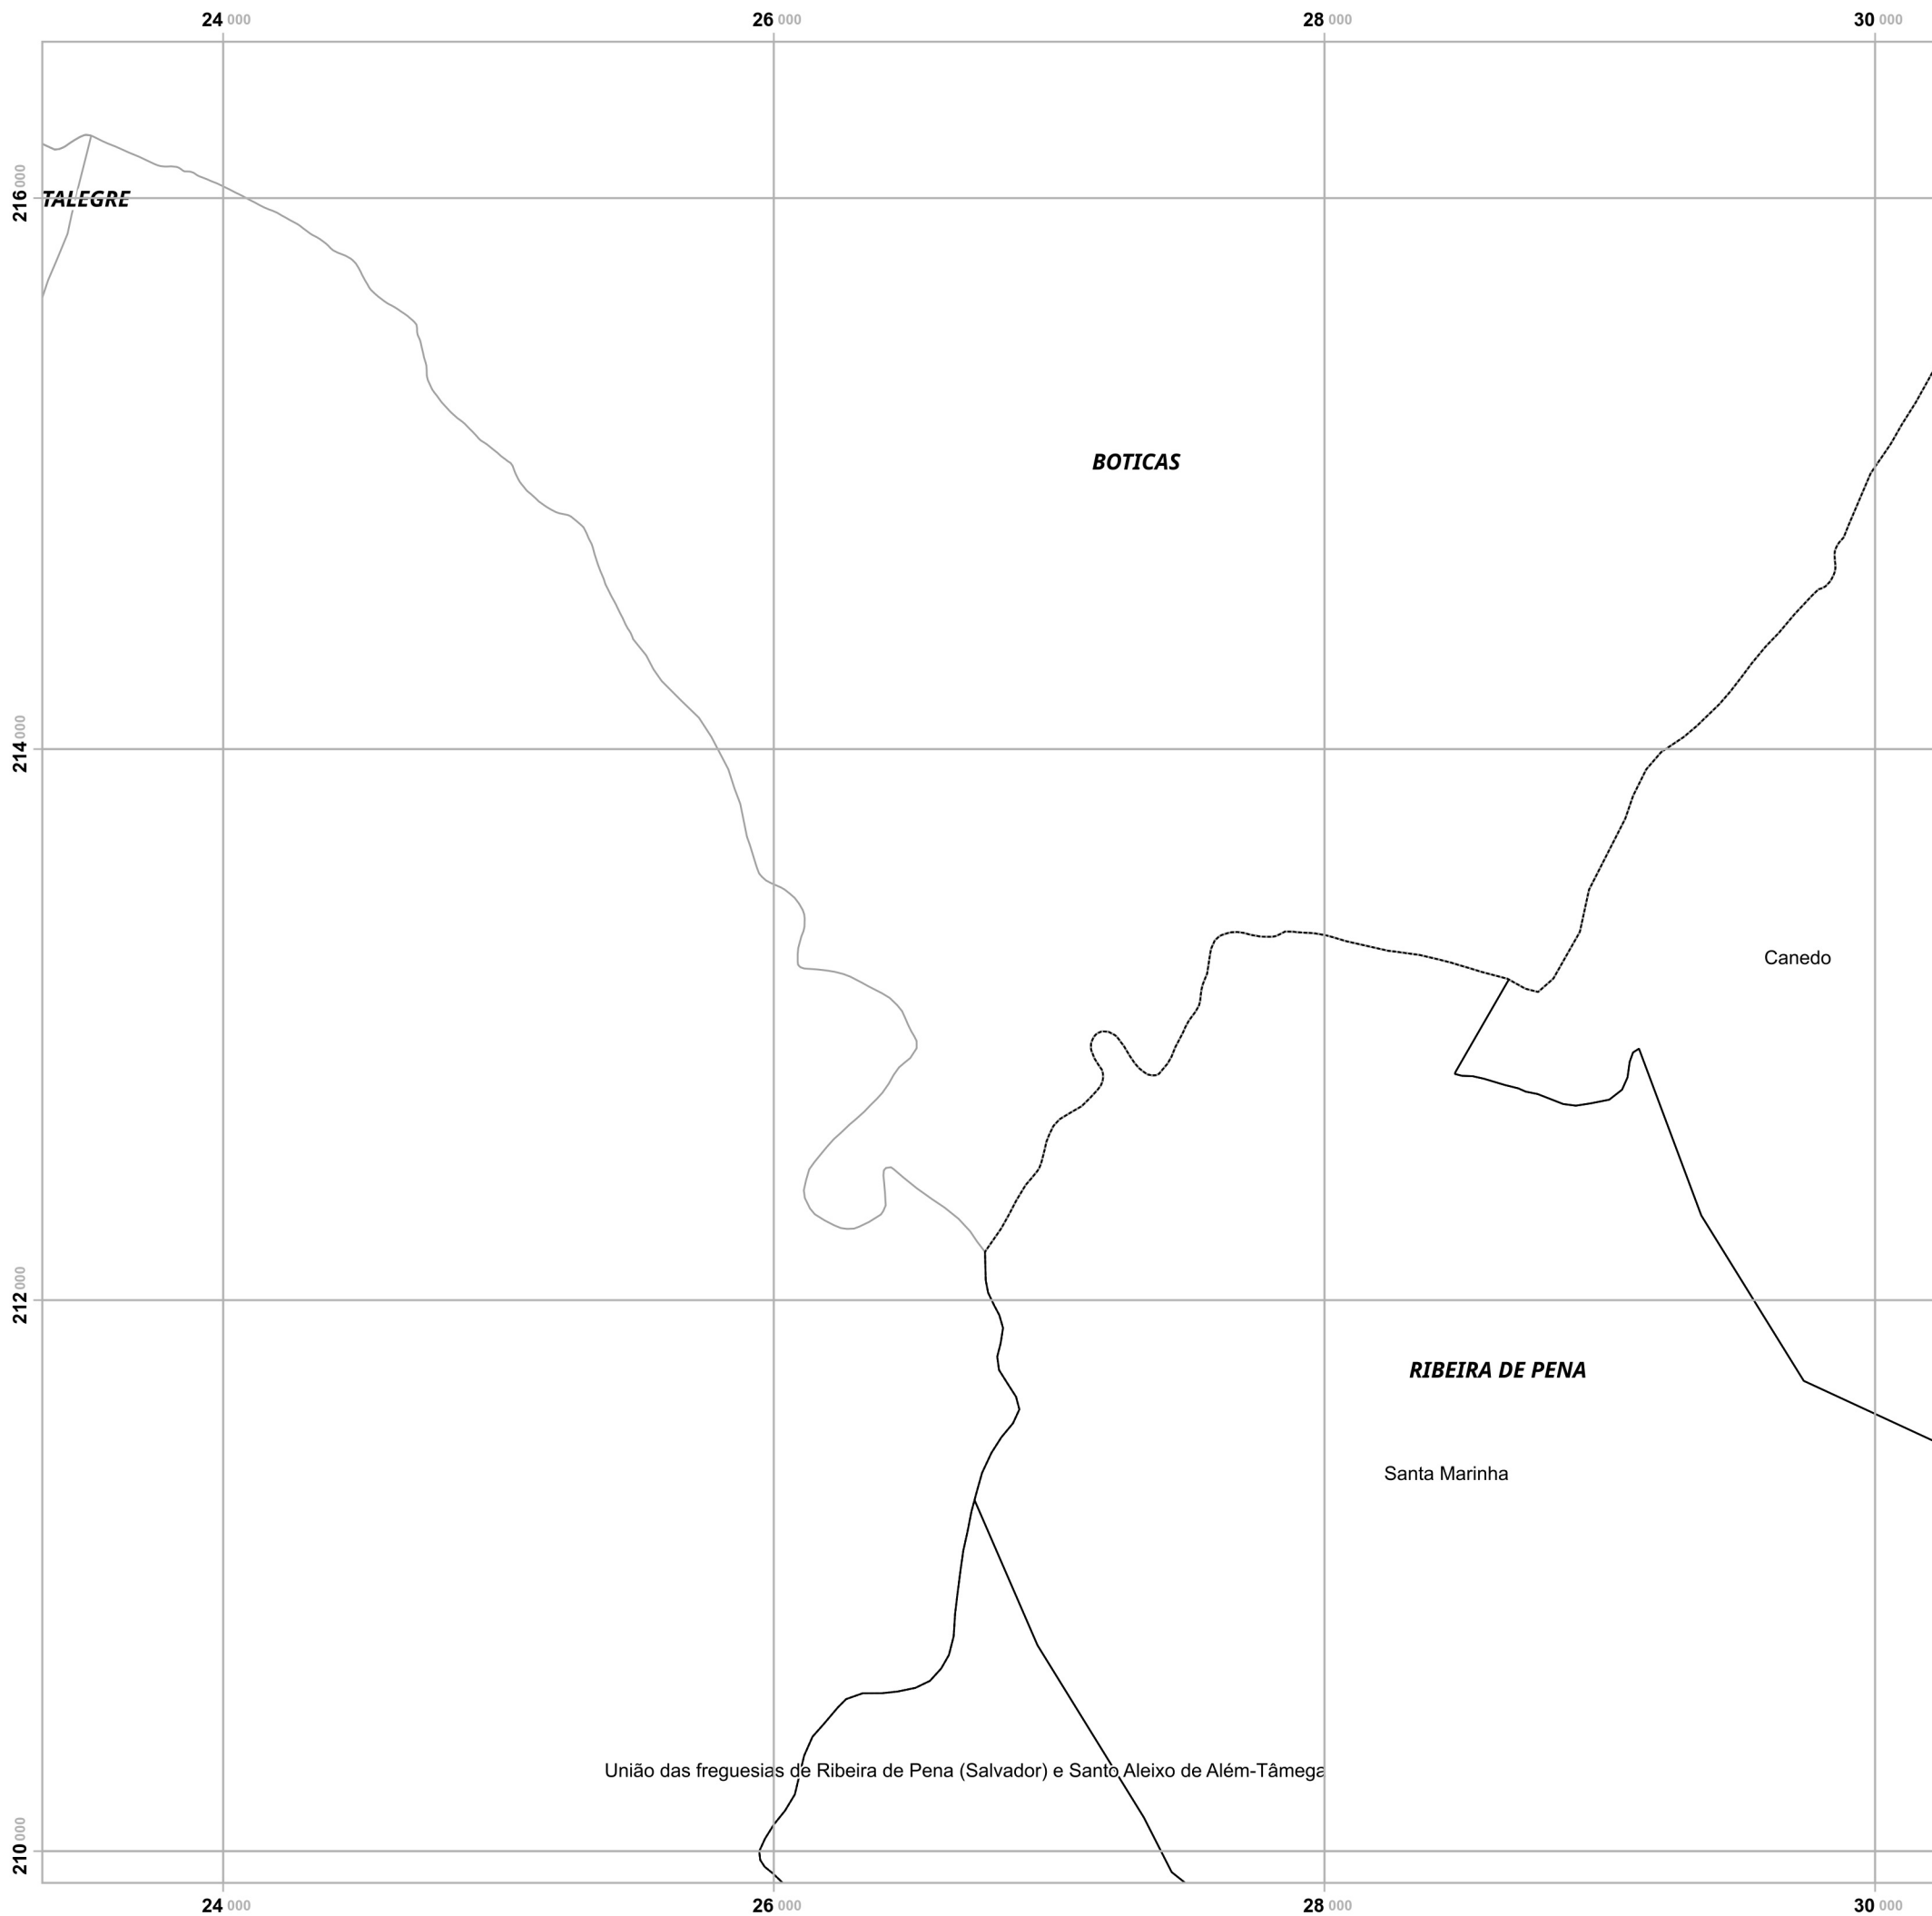 24 000
26 000
28 000
30 000
216 000
TALEGRE
BOTICAS
214 000
Canedo
212 000
RIBEIRA DE PENA
Santa Marinha
União das freguesias de Ribeira de Pena (Salvador) e Santo Aleixo de Além-Tâmega
210 000
24 000
26 000
28 000
30 000